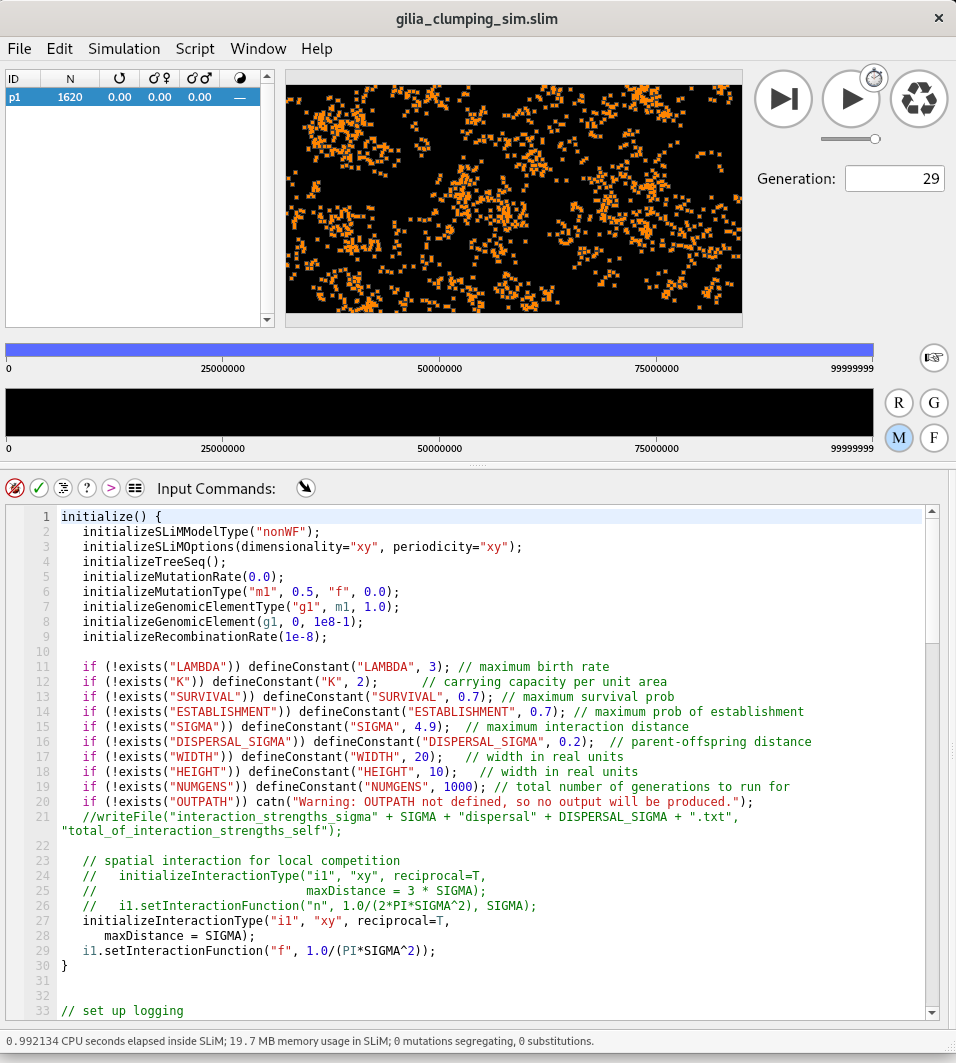 gilia_clumping_sim.slim
×
File Edit Simulation Script Window Help
ID N ↺ ♂♀ ♂♂
p1 1620 0.00 0.00 0.00 —
Generation: 29
0 25000000 50000000 75000000 99999999
R G
M F
0 25000000 50000000 75000000 99999999
? > Input Commands:
1 initialize() {
2 initializeSLiMModelType("nonWF");
3 initializeSLiMOptions(dimensionality="xy", periodicity="xy");
4 initializeTreeSeq();
5 initializeMutationRate(0.0);
6 initializeMutationType("m1", 0.5, "f", 0.0);
7 initializeGenomicElementType("g1", m1, 1.0);
8 initializeGenomicElement(g1, 0, 1e8-1);
9 initializeRecombinationRate(1e-8);
10
11 if (!exists("LAMBDA")) defineConstant("LAMBDA", 3); // maximum birth rate
12 if (!exists("K")) defineConstant("K", 2); // carrying capacity per unit area
13 if (!exists("SURVIVAL")) defineConstant("SURVIVAL", 0.7); // maximum survival prob
14 if (!exists("ESTABLISHMENT")) defineConstant("ESTABLISHMENT", 0.7); // maximum prob of establishment
15 if (!exists("SIGMA")) defineConstant("SIGMA", 4.9); // maximum interaction distance
16 if (!exists("DISPERSAL_SIGMA")) defineConstant("DISPERSAL_SIGMA", 0.2); // parent-offspring distance
17 if (!exists("WIDTH")) defineConstant("WIDTH", 20); // width in real units
18 if (!exists("HEIGHT")) defineConstant("HEIGHT", 10); // width in real units
19 if (!exists("NUMGENS")) defineConstant("NUMGENS", 1000); // total number of generations to run for
20 if (!exists("OUTPATH")) catn("Warning: OUTPATH not defined, so no output will be produced.");
21 //writeFile("interaction_strengths_sigma" + SIGMA + "dispersal" + DISPERSAL_SIGMA + ".txt",
"total_of_interaction_strengths_self");
22
23 // spatial interaction for local competition
24 // initializeInteractionType("i1", "xy", reciprocal=T,
25 // maxDistance = 3 * SIGMA);
26 // i1.setInteractionFunction("n", 1.0/(2*PI*SIGMA^2), SIGMA);
27 initializeInteractionType("i1", "xy", reciprocal=T,
28 maxDistance = SIGMA);
29 i1.setInteractionFunction("f", 1.0/(PI*SIGMA^2));
30 }
31
32
33 // set up logging
0.992134 CPU seconds elapsed inside SLiM; 19.7 MB memory usage in SLiM; 0 mutations segregating, 0 substitutions.